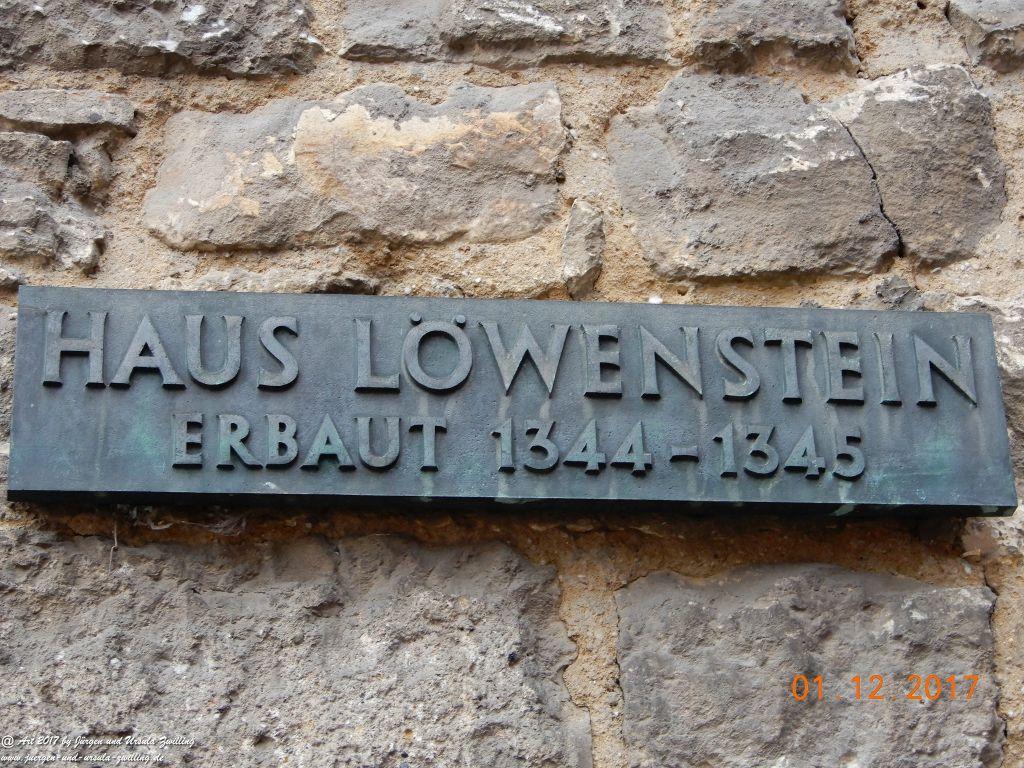 HAUS LÖWENSTEIN
ERBAUT 1344-1345
01.12.2017
@ Art 2017 by Jürgen und Ursula Zwilling
www.juergen-und-ursula-zwilling.de